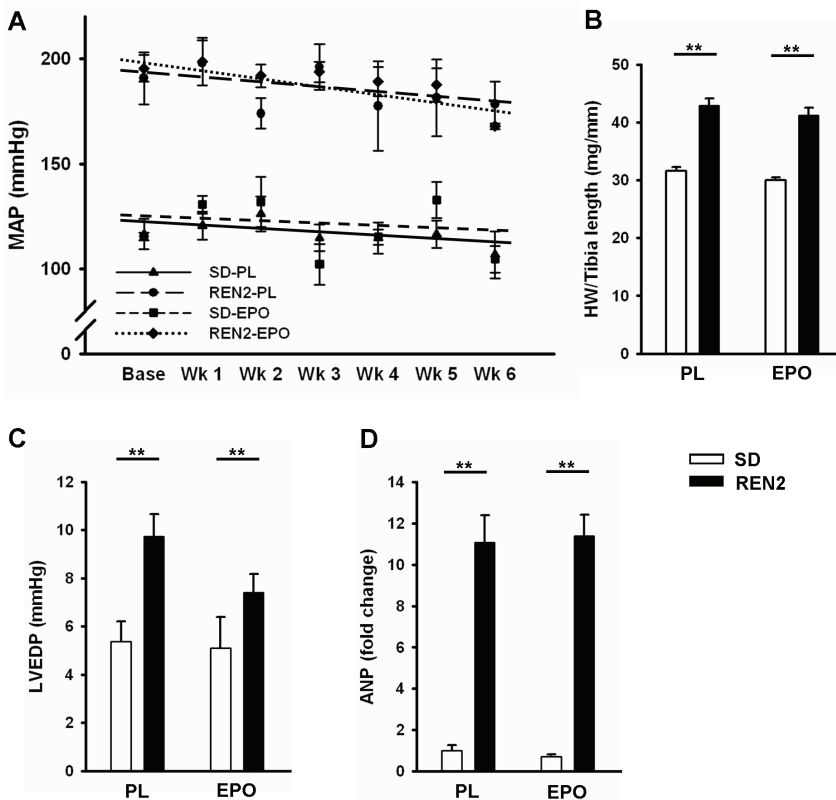 A
MAP (mmHg)
200
150
100
0
SD-PL
REN2-PL
SD-EPO
REN2-EPO
Base Wk 1 Wk 2 Wk 3 Wk 4 Wk 5 Wk 6
B
HW/Tibia length (mg/mm)
50
40
30
20
10
0
** **
PL EPO
C
LVEDP (mmHg)
12
10
8
6
4
2
0
** **
PL EPO
D
ANP (fold change)
14
12
10
8
6
4
2
0
** **
PL EPO
SD
REN2